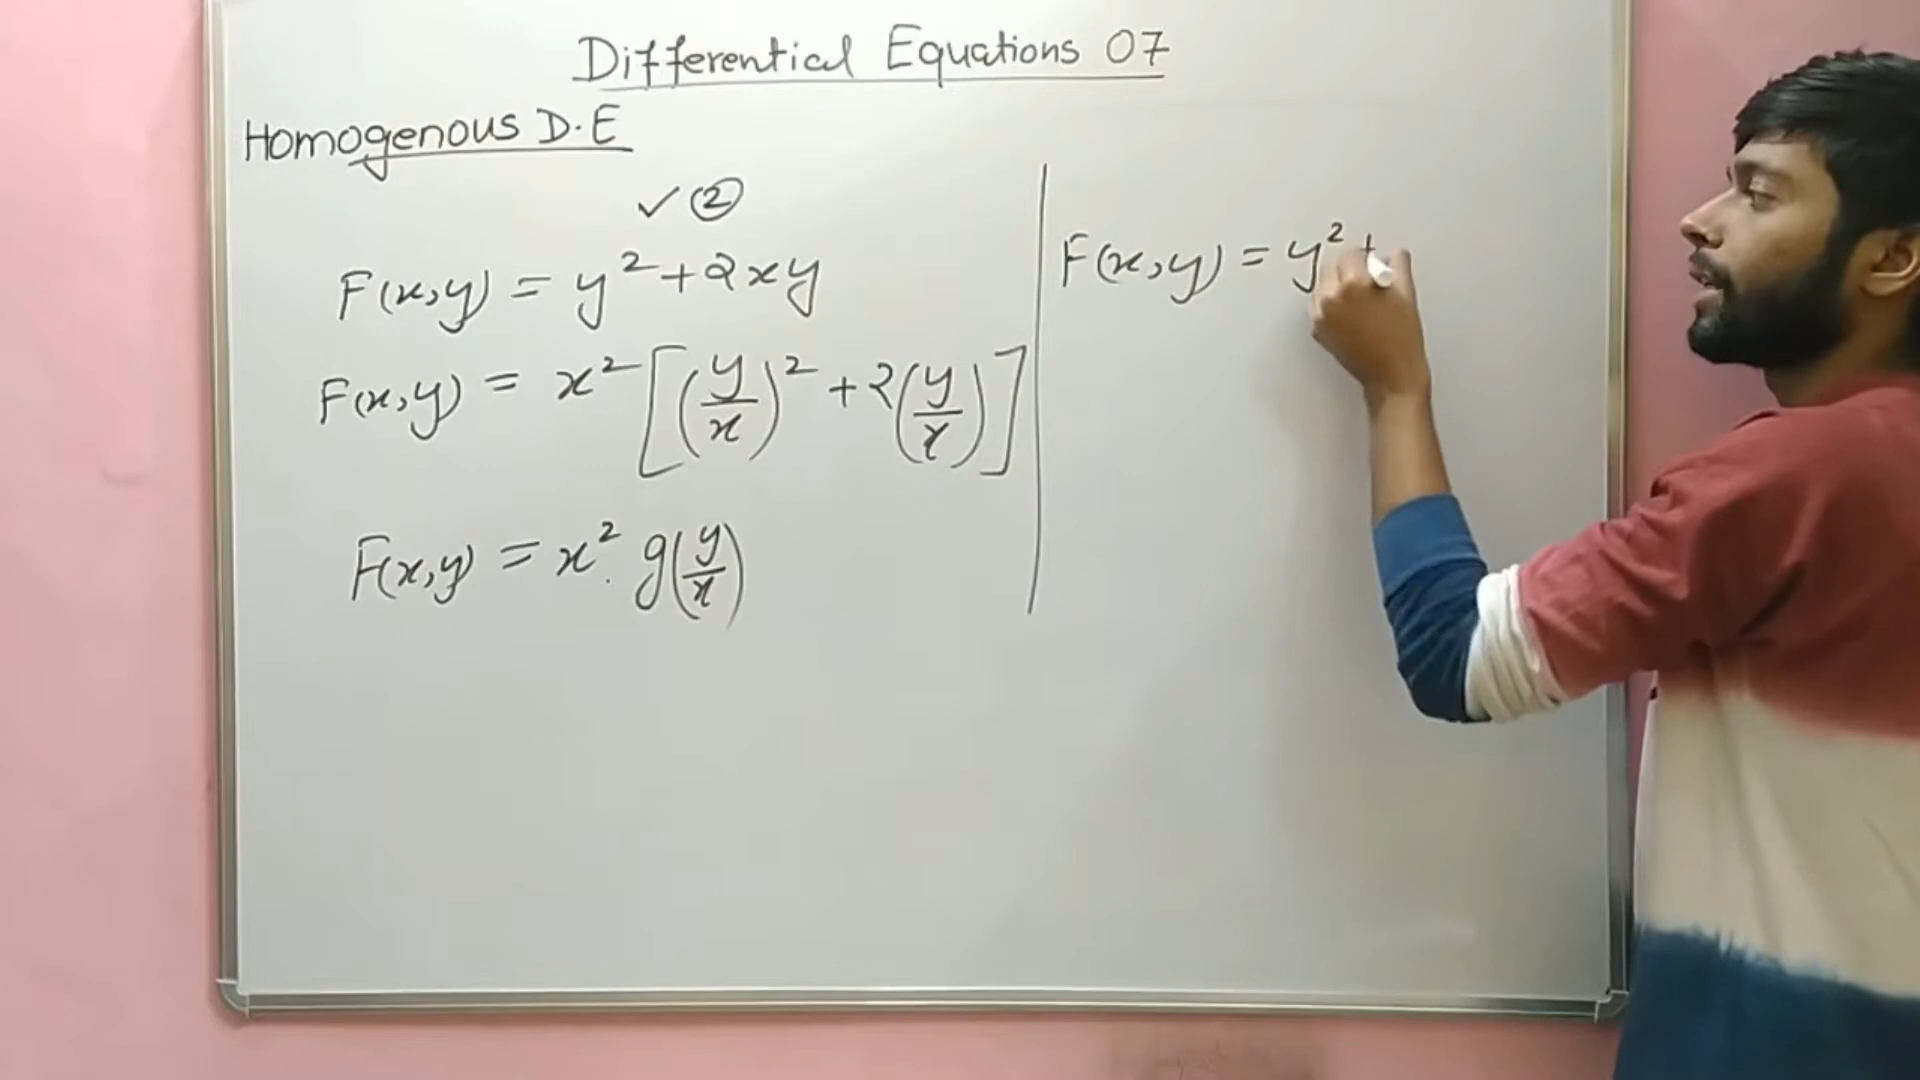 Differential Equations 07
Homogenous D.E
✓ ②
F(x,y) = y² + 2xy
F(x,y) = x² [(y/x)² + 2(y/x)]
F(x,y) = x². g(y/x)
F(x,y) = y² +